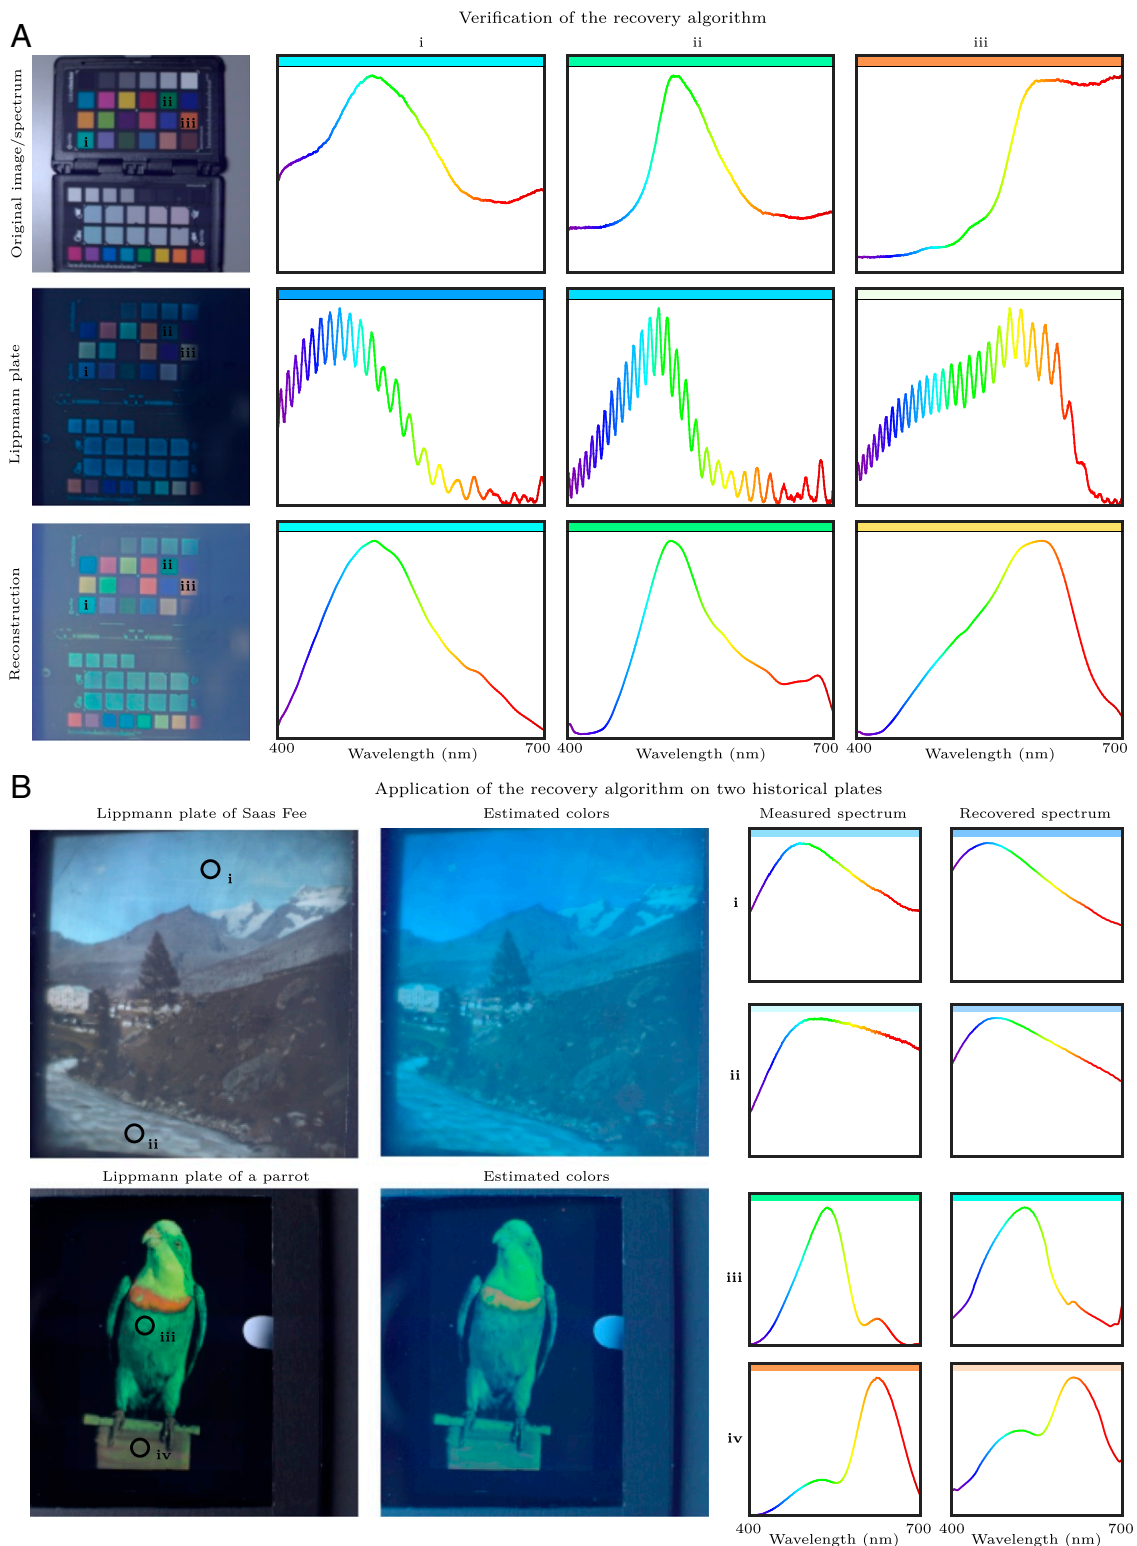 A
Verification of the recovery algorithm
i
ii
iii
Original image/spectrum
ii
iii
i
Lippmann plate
ii
iii
i
Reconstruction
ii
iii
i
400
700
400
700
400
700
Wavelength (nm)
Wavelength (nm)
Wavelength (nm)
B
Application of the recovery algorithm on two historical plates
Lippmann plate of Saas Fee
Estimated colors
Measured spectrum
Recovered spectrum
i
i
ii
ii
Lippmann plate of a parrot
Estimated colors
iii
iii
iv
iv
400
700
400
700
Wavelength (nm)
Wavelength (nm)